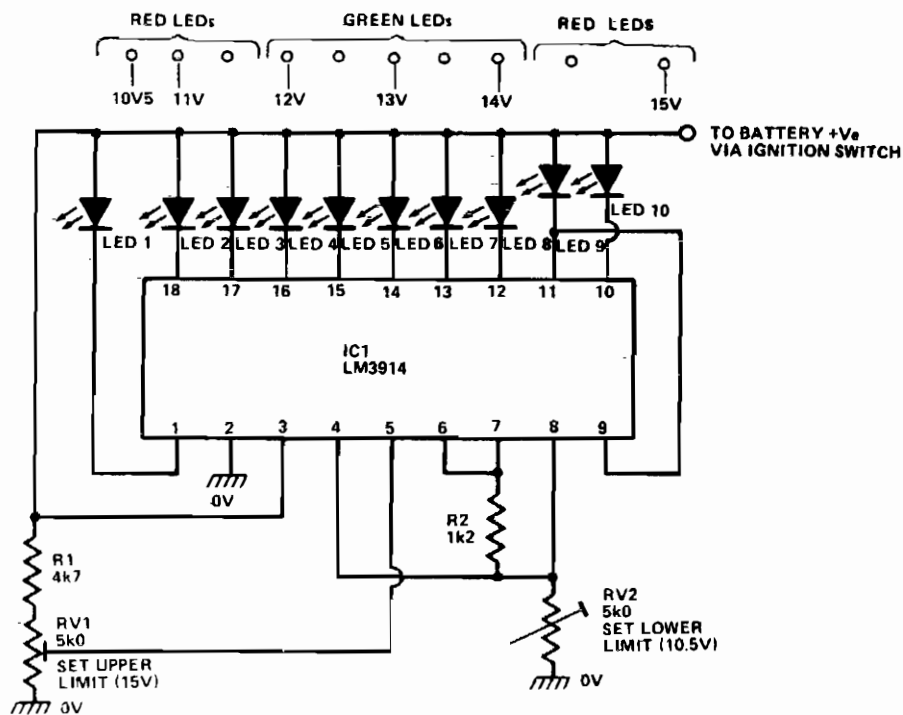 RED LEDs
GREEN LEDs
RED LEDS
10V5
11V
12V
13V
14V
15V
TO BATTERY +Ve
VIA IGNITION SWITCH
LED 1
LED 2
LED 3
LED 4
LED 5
LED 6
LED 7
LED 8
LED 9
LED 10
18
17
16
15
14
13
12
11
10
IC1
LM3914
1
2
3
4
5
6
7
8
9
0V
R2
1k2
R1
4k7
RV1
5k0
SET UPPER
LIMIT (15V)
0V
RV2
5k0
SET LOWER
LIMIT (10.5V)
0V